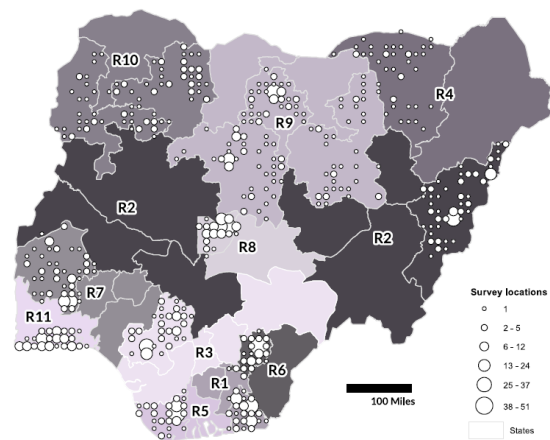 R10
R4
R9
R2
R2
R8
R7
R11
R3
R1
R6
R5
100 Miles
Survey locations
1
2 - 5
6 - 12
13 - 24
25 - 37
38 - 51
States